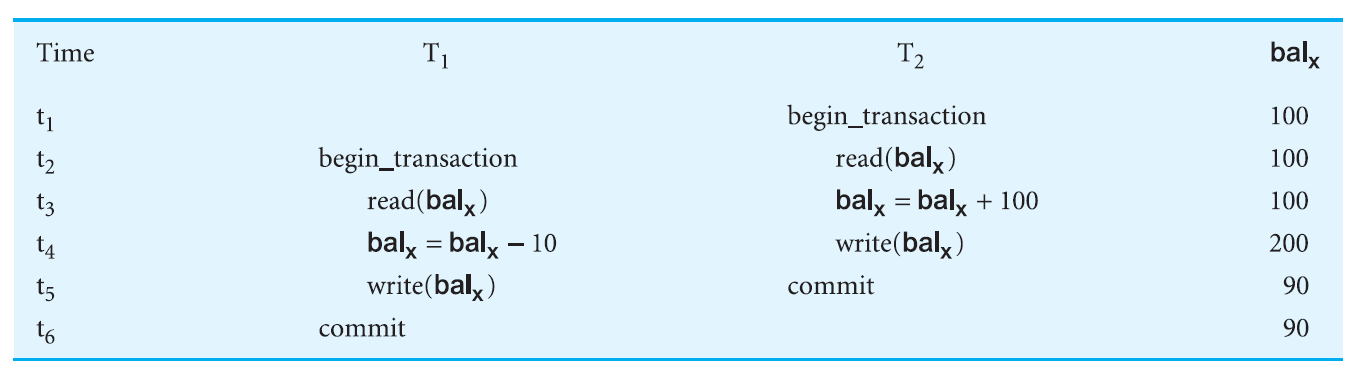 Time T₁ T₂ balₓ
t₁ begin_transaction 100
t₂ begin_transaction read(balₓ) 100
t₃ read(balₓ) balₓ = balₓ + 100 100
t₄ balₓ = balₓ − 10 write(balₓ) 200
t₅ write(balₓ) commit 90
t₆ commit 90